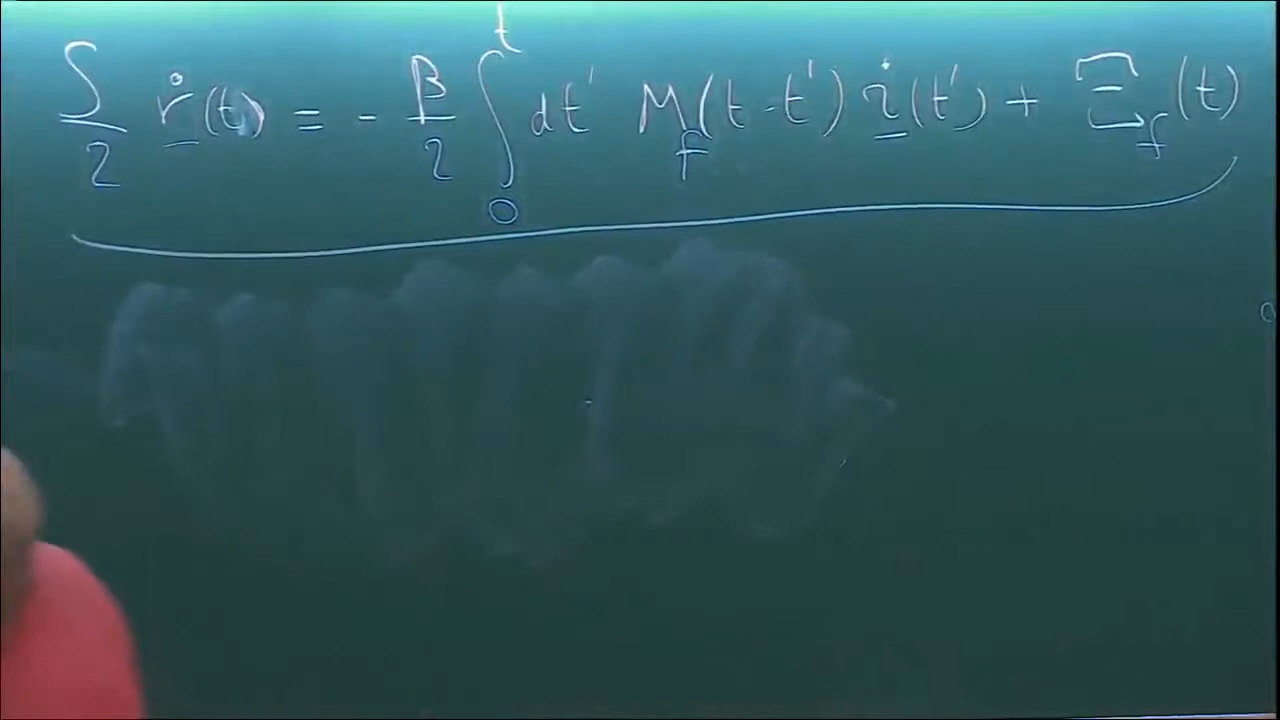 ζ/2 ṙ(t) = - β/2 ∫₀ᵗ dt' M_f(t-t') ṙ(t') + Ξ_f(t)